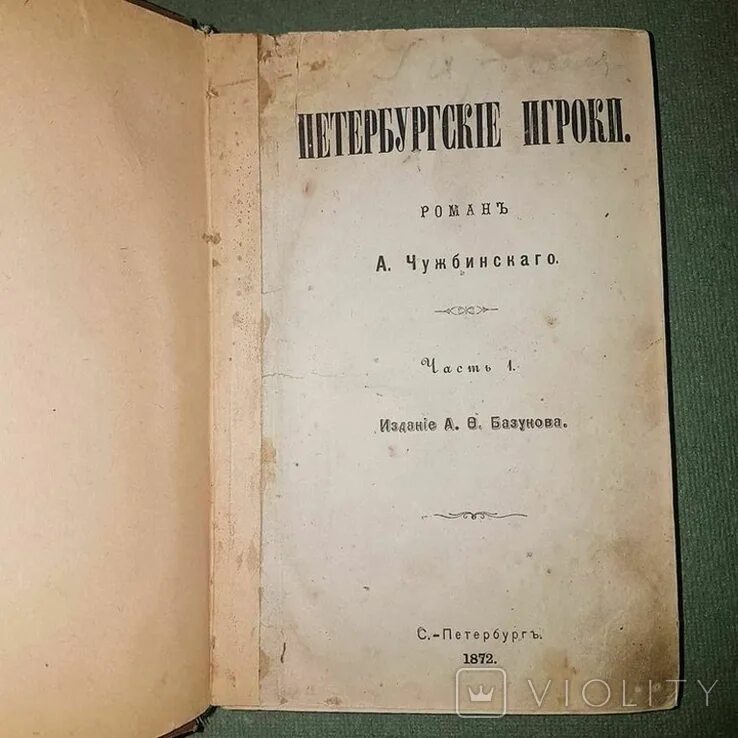 ПЕТЕРБУРГСКІЕ ИГРОКИ.
РОМАНЪ
А. Чужбинскаго.
Часть 1.
Изданіе А. Ѳ. Базунова.
С.-Петербургъ.
1872.
VIOLITY